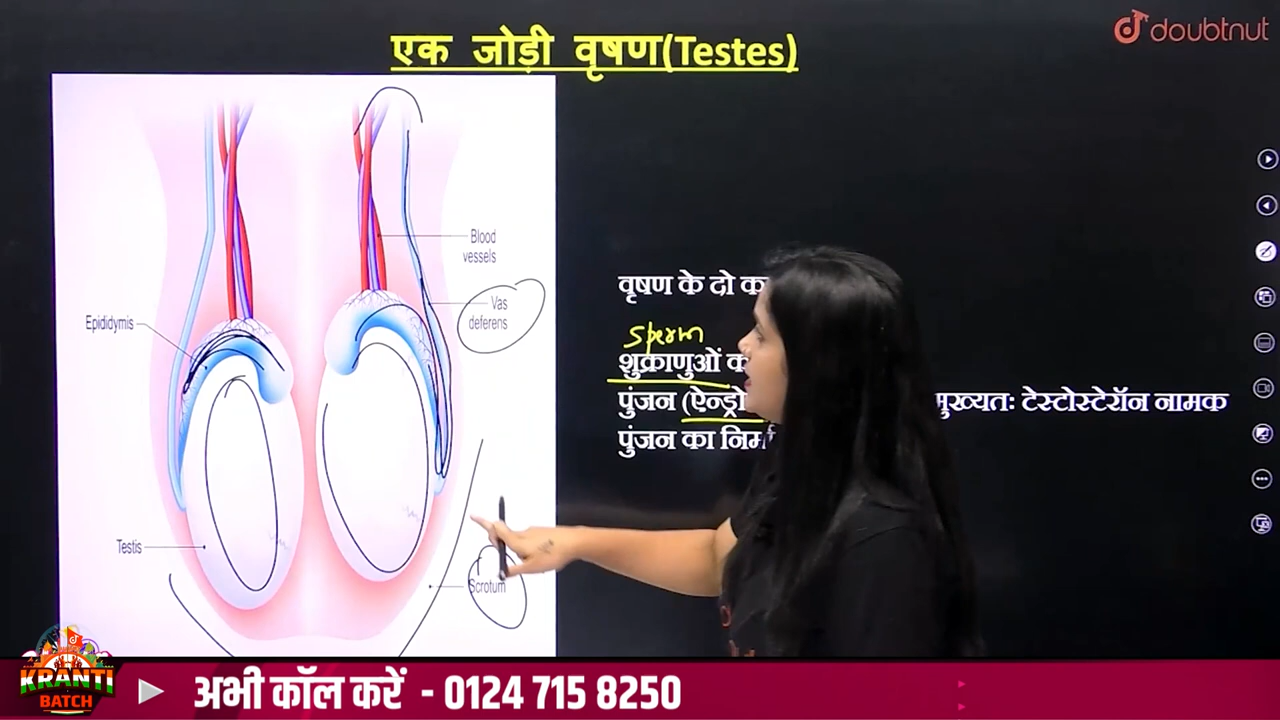 एक जोड़ी वृषण(Testes)
doubtnut
Blood
vessels
Vas
deferens
Epididymis
Testis
Scrotum
वृषण के दो
sperm
शुक्राणुओं
पुंजन मुख्यतः टेस्टोस्टेरॉन नामक
पुंजन का
KRANTI
BATCH
अभी कॉल करें - 0124 715 8250